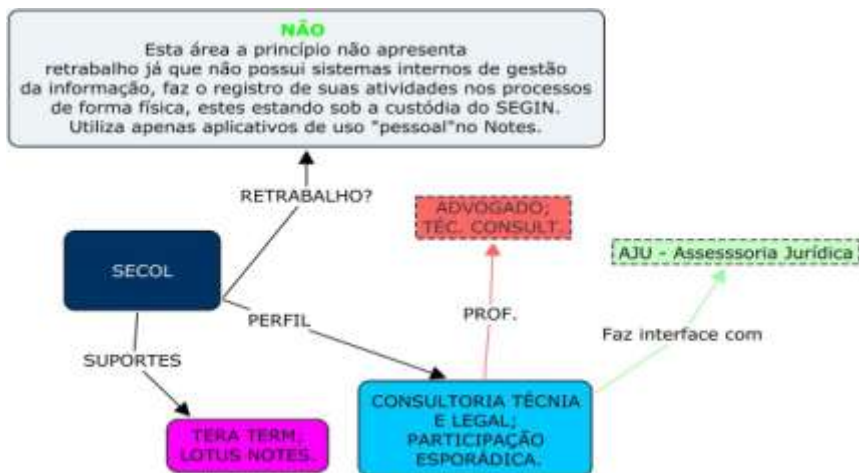 NÃO
Esta área a princípio não apresenta
retrabalho já que não possui sistemas internos de gestão
da informação, faz o registro de suas atividades nos processos
de forma física, estes estando sob a custódia do SEGIN.
Utiliza apenas aplicativos de uso "pessoal"no Notes.
RETRABALHO?
ADVOGADO;
TÉC. CONSULT.
AJU - Assesssoria Jurídica
SECOL
PERFIL
PROF.
Faz interface com
SUPORTES
CONSULTORIA TÉCNIA
E LEGAL;
PARTICIPAÇÃO
ESPORÁDICA.
TERA TERM,
LOTUS NOTES.